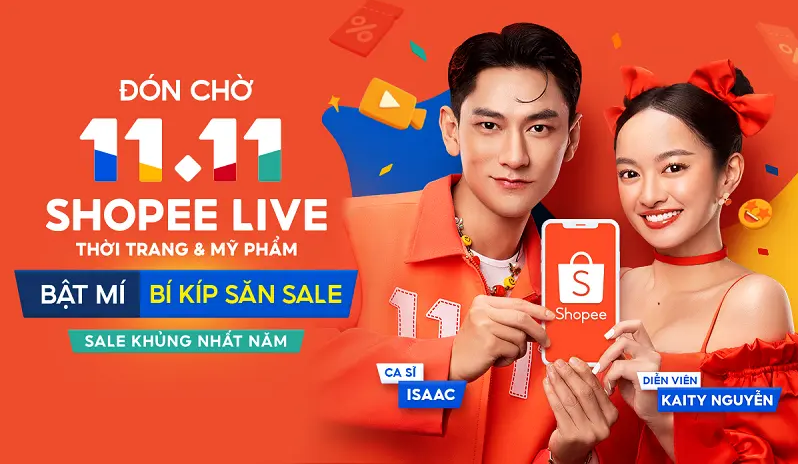 ĐÓN CHỜ
11.11
SHOPEE LIVE
THỜI TRANG & MỸ PHẨM
BẬT MÍ BÍ KÍP SĂN SALE
SALE KHỦNG NHẤT NĂM
S
Shopee
11
CA SĨ
ISAAC
DIỄN VIÊN
KAITY NGUYỄN